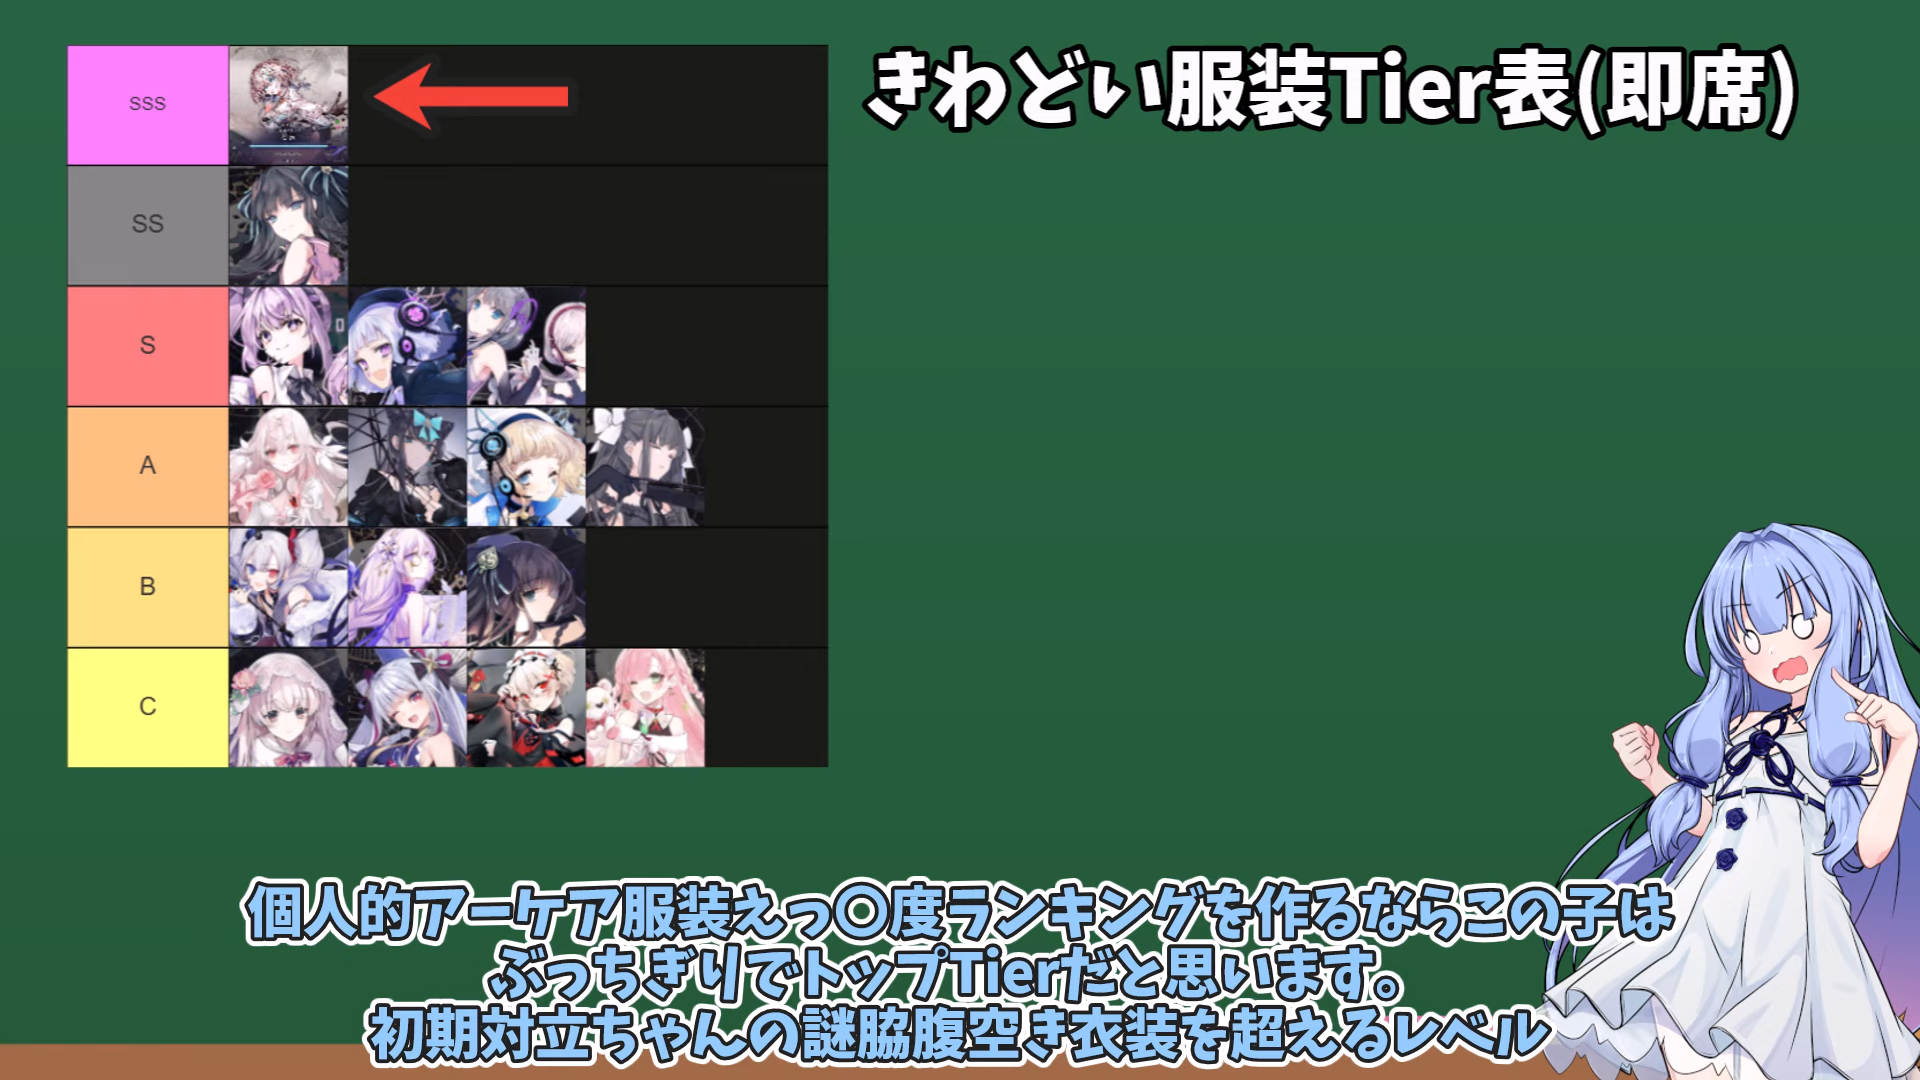 きわどい服装Tier表(即席)
SSS
SS
S
A
B
C
個人的アーケア服装えっ〇度ランキングを作るならこの子は
ぶっちぎりでトップTierだと思います。
初期対立ちゃんの謎脇腹空き衣装を超えるレベル